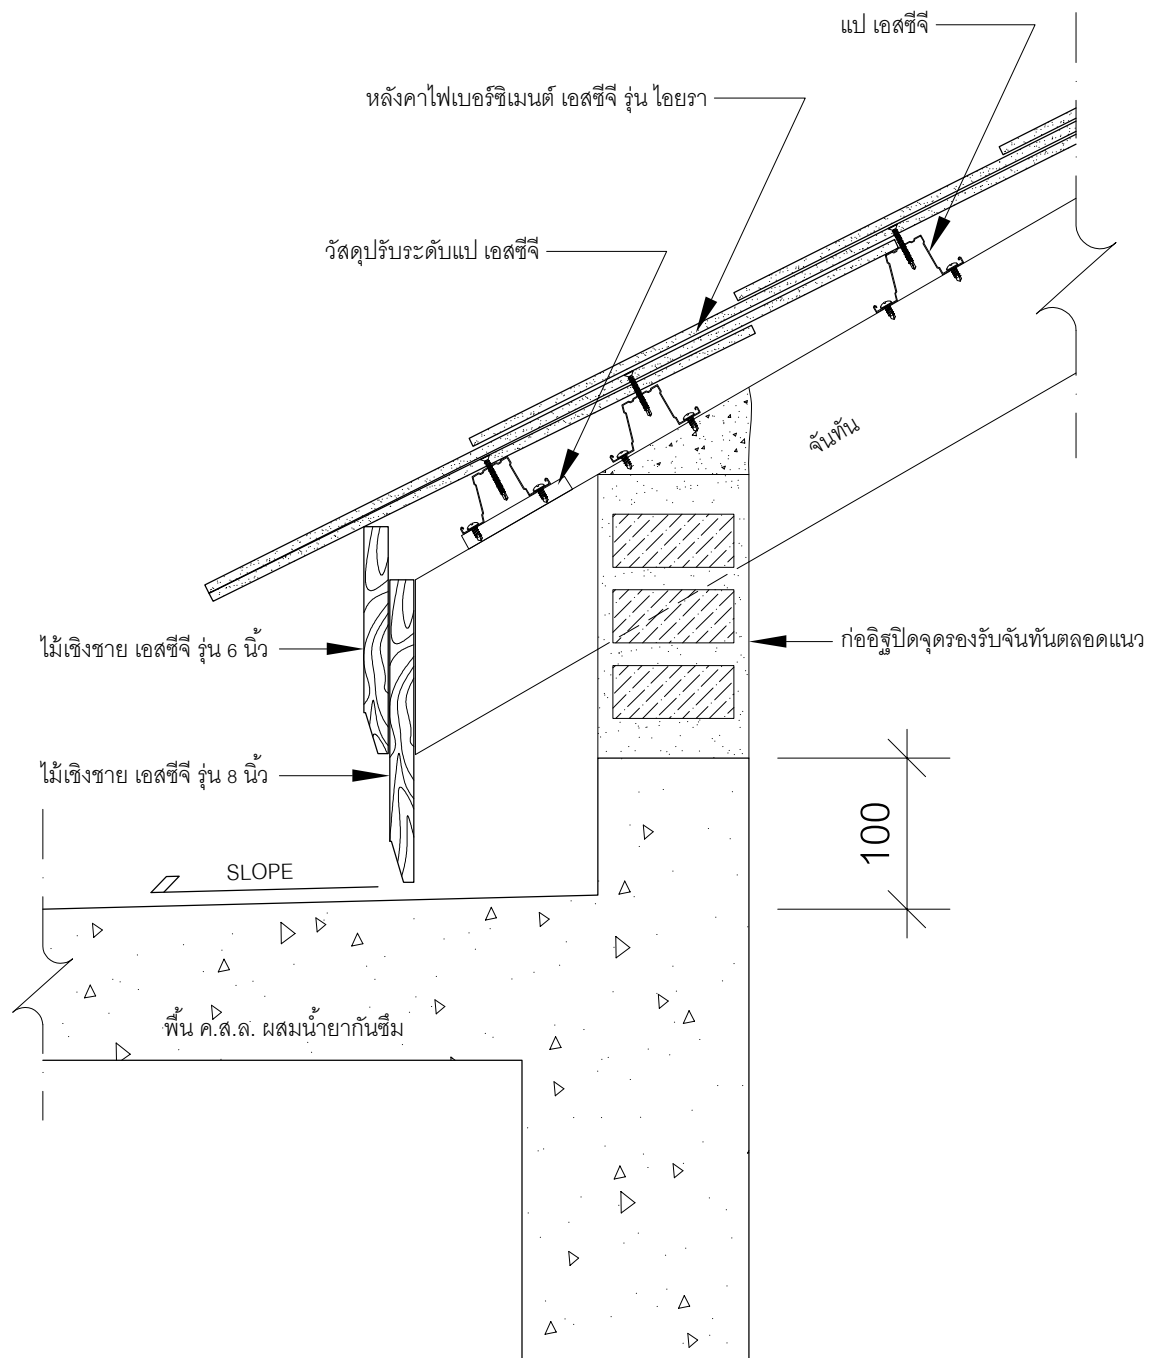 แป เอสซีจี
หลังคาไฟเบอร์ซิเมนต์ เอสซีจี รุ่น ไอยรา
วัสดุปรับระดับแป เอสซีจี
จันทัน
ไม้เชิงชาย เอสซีจี รุ่น 6 นิ้ว
ก่ออิฐปิดจุดรองรับจันทันตลอดแนว
ไม้เชิงชาย เอสซีจี รุ่น 8 นิ้ว
100
SLOPE
พื้น ค.ส.ล. ผสมน้ำยากันซึม